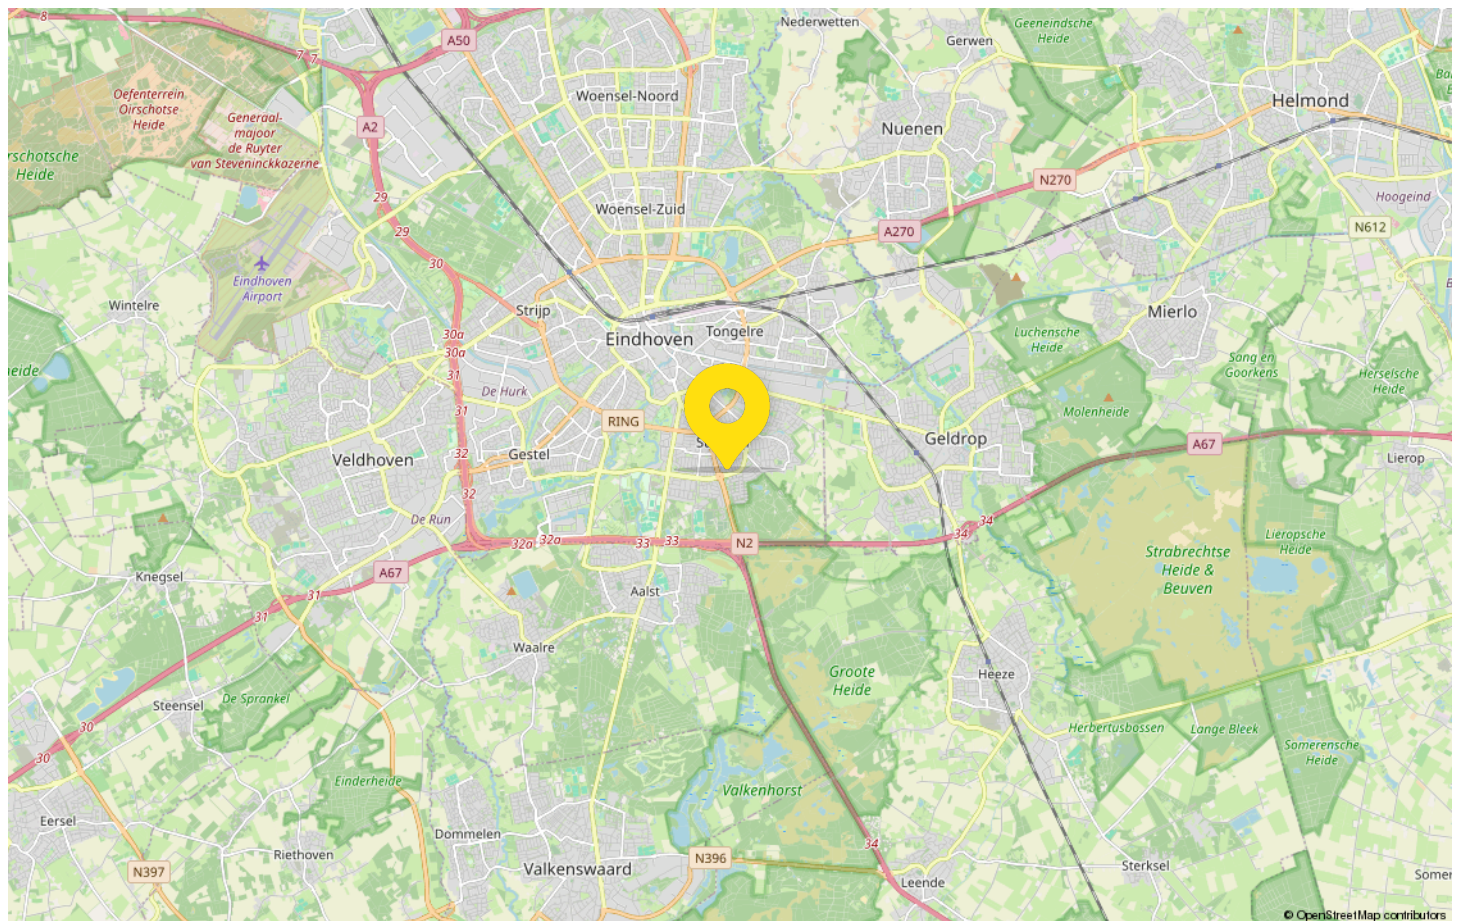 8
7
7
A50
Nederwetten
Gerwen
Geeneindsche
Heide
Oefenterrein
Oirschotse
Heide
Woensel-Noord
Helmond
Generaal-
majoor
de Ruyter
van Steveninckkazerne
A2
Nuenen
rschotsche
Heide
N270
29
Woensel-Zuid
Hoogeind
29
A270
N612
30
Eindhoven
Airport
Wintelre
Strijp
Eindhoven
Tongelre
Mierlo
30a
30a
Luchensche
Heide
Sang en
Goorkens
Herselsche
Heide
heide
31
De Hurk
31
RING
Molenheide
Geldrop
A67
Veldhoven
32
Gestel
Lierop
32
De Run
34
34
32a
32a
33
33
N2
Strabrechtse
Heide &
Beuven
Lieropsche
Heide
Knegsel
A67
31
31
Aalst
Waalre
Groote
Heide
Heeze
De Sprankel
Steensel
30
30
Herbertusbossen
Lange Bleek
Somerensche
Heide
Einderheide
Valkenhorst
Eersel
Dommelen
34
Riethoven
N397
Valkenswaard
N396
Leende
Sterksel
Somer
© OpenStreetMap contributors